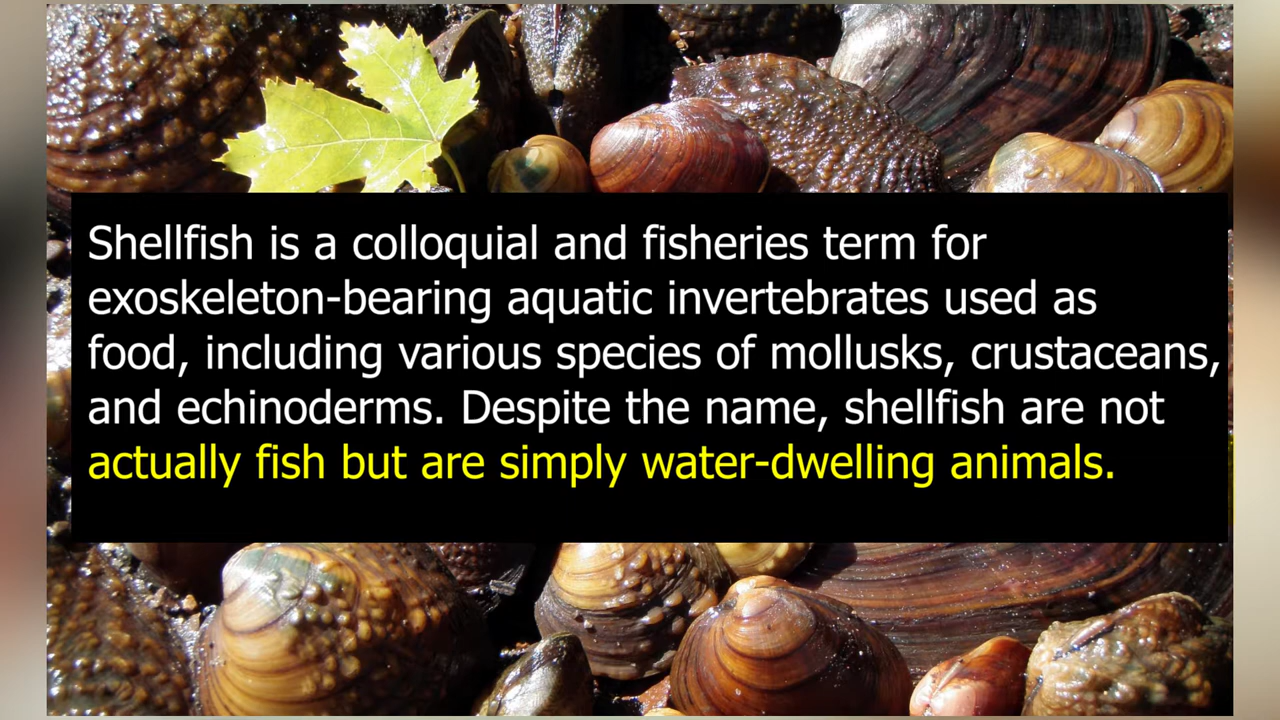 Shellfish is a colloquial and fisheries term for
exoskeleton-bearing aquatic invertebrates used as
food, including various species of mollusks, crustaceans,
and echinoderms. Despite the name, shellfish are not
actually fish but are simply water-dwelling animals.